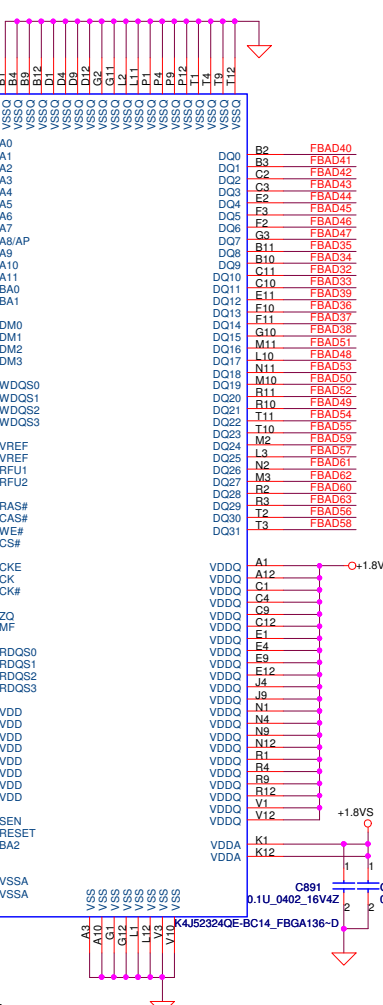 B1 B4 B9 B12 D1 D4 D9 D12 G2 G11 L2 L11 P1 P4 P9 P12 T1 T4 T9 T12
VSSQ VSSQ VSSQ VSSQ VSSQ VSSQ VSSQ VSSQ VSSQ VSSQ VSSQ VSSQ VSSQ VSSQ VSSQ VSSQ VSSQ VSSQ VSSQ VSSQ
A0
A1
A2
A3
A4
A5
A6
A7
A8/AP
A9
A10
A11
BA0
BA1
DM0
DM1
DM2
DM3
WDQS0
WDQS1
WDQS2
WDQS3
VREF
VREF
RFU1
RFU2
RAS#
CAS#
WE#
CS#
CKE
CK
CK#
ZQ
MF
RDQS0
RDQS1
RDQS2
RDQS3
VDD
VDD
VDD
VDD
VDD
VDD
VDD
VDD
SEN
RESET
BA2
VSSA
VSSA
DQ0 B2 FBAD40
DQ1 B3 FBAD41
DQ2 C2 FBAD42
DQ3 C3 FBAD43
DQ4 E2 FBAD44
DQ5 F3 FBAD45
DQ6 F2 FBAD46
DQ7 G3 FBAD47
DQ8 B11 FBAD35
DQ9 B10 FBAD34
DQ10 C11 FBAD32
DQ11 C10 FBAD33
DQ12 E11 FBAD39
DQ13 F10 FBAD36
DQ14 F11 FBAD37
DQ15 G10 FBAD38
DQ16 M11 FBAD51
DQ17 L10 FBAD48
DQ18 N11 FBAD53
DQ19 M10 FBAD50
DQ20 R11 FBAD52
DQ21 R10 FBAD49
DQ22 T11 FBAD54
DQ23 T10 FBAD55
DQ24 M2 FBAD59
DQ25 L3 FBAD57
DQ26 N2 FBAD61
DQ27 M3 FBAD62
DQ28 R2 FBAD60
DQ29 R3 FBAD63
DQ30 T2 FBAD56
DQ31 T3 FBAD58
VDDQ A1 +1.8V
VDDQ A12
VDDQ C1
VDDQ C4
VDDQ C9
VDDQ C12
VDDQ E1
VDDQ E4
VDDQ E9
VDDQ E12
VDDQ J4
VDDQ J9
VDDQ N1
VDDQ N4
VDDQ N9
VDDQ N12
VDDQ R1
VDDQ R4
VDDQ R9
VDDQ R12
VDDQ V1
VDDQ V12
+1.8VS
VDDA K1
VDDA K12
1 1
C891
0.1U_0402_16V4Z
2 2
VSS VSS VSS VSS VSS VSS VSS VSS
K4J52324QE-BC14_FBGA136~D
A3 A10 G1 G12 L1 L12 V3 V10